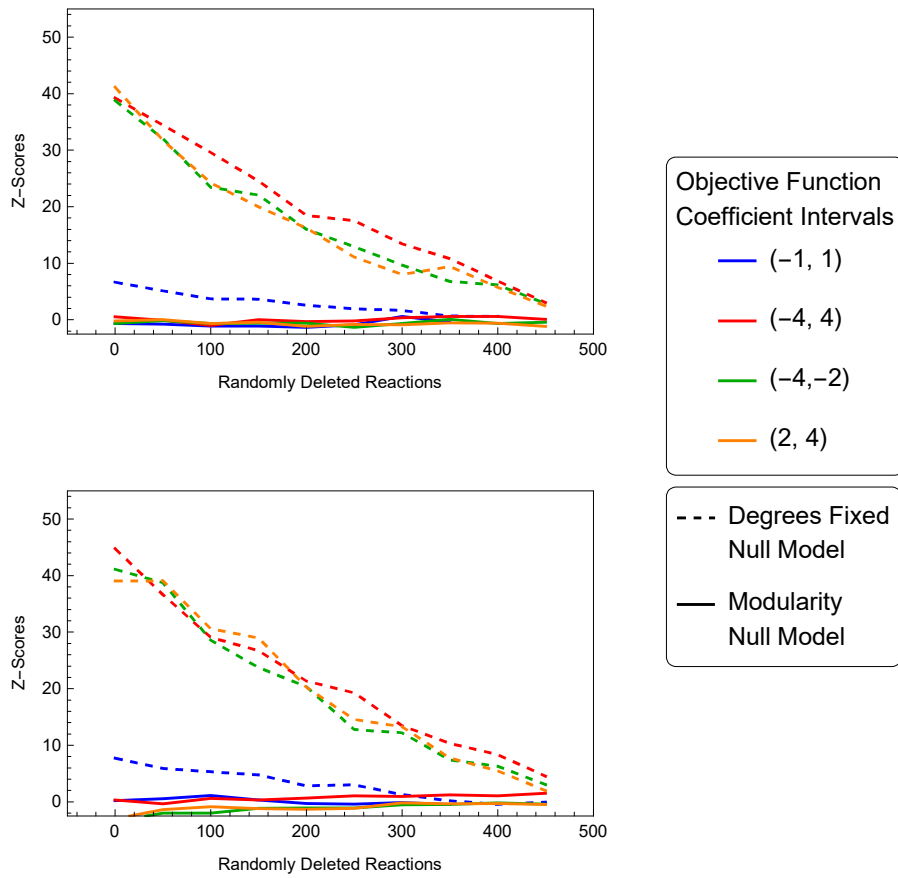 50
40
30
20
10
0
Z-Scores
0 100 200 300 400 500
Randomly Deleted Reactions
50
40
30
20
10
0
Z-Scores
0 100 200 300 400 500
Randomly Deleted Reactions
Objective Function
Coefficient Intervals
(−1, 1)
(−4, 4)
(−4,−2)
(2, 4)
Degrees Fixed
Null Model
Modularity
Null Model